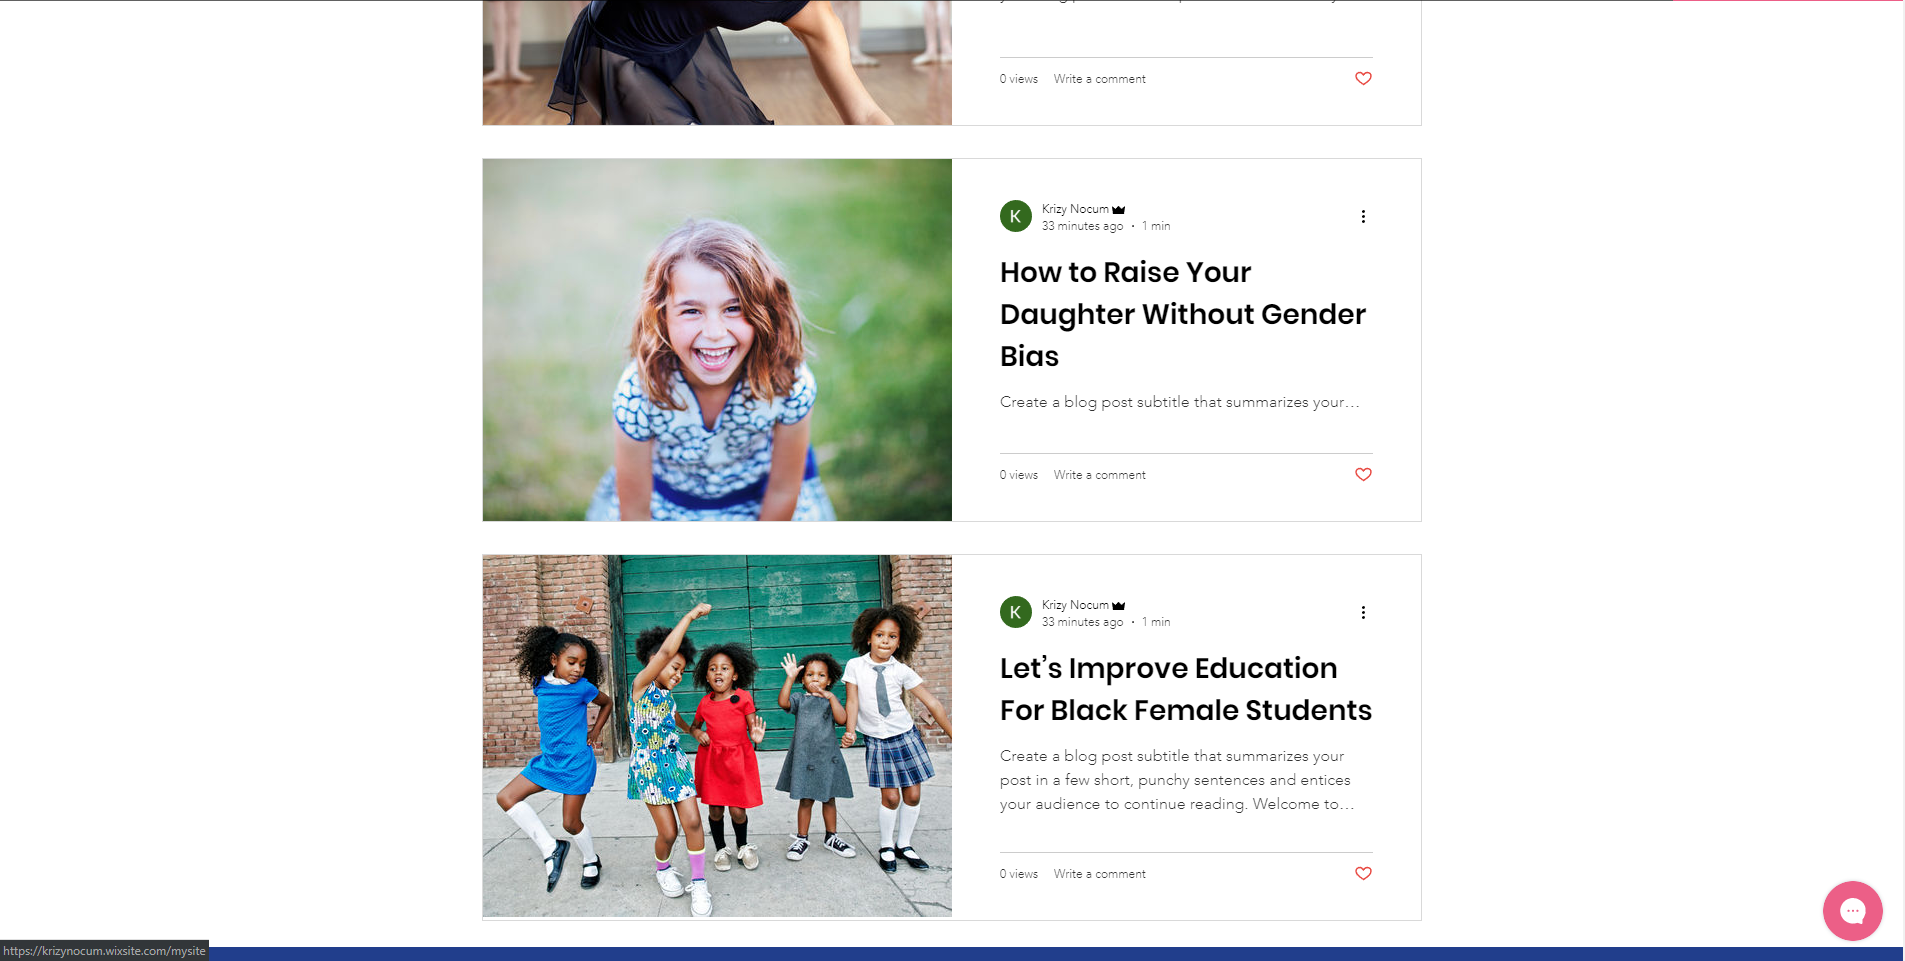 0 views Write a comment
K
Krizy Nocum
33 minutes ago · 1 min
How to Raise Your
Daughter Without Gender
Bias
Create a blog post subtitle that summarizes your…
0 views Write a comment
K
Krizy Nocum
33 minutes ago · 1 min
Let’s Improve Education
For Black Female Students
Create a blog post subtitle that summarizes your
post in a few short, punchy sentences and entices
your audience to continue reading. Welcome to…
0 views Write a comment
https://krizynocum.wixsite.com/mysite